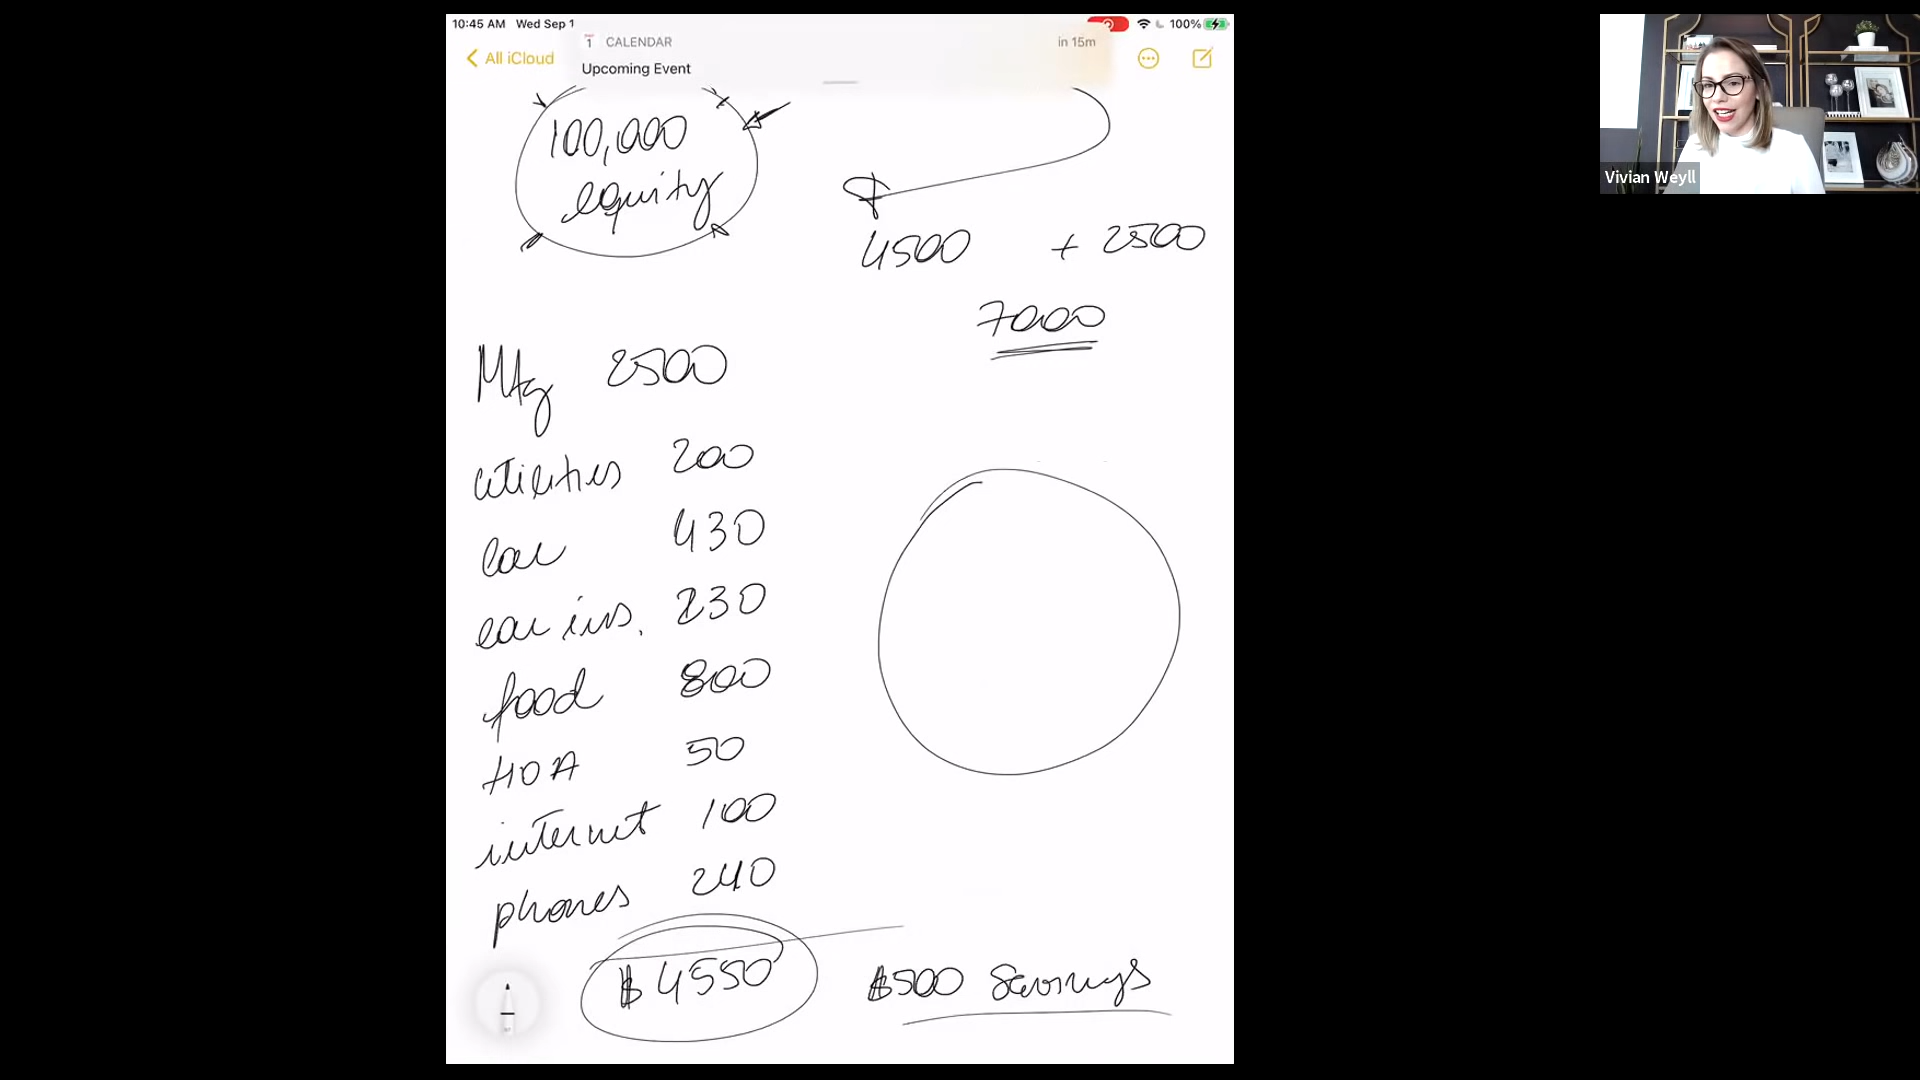 10:45 AM Wed Sep 1
100%
All iCloud
1 CALENDAR
in 15m
Upcoming Event
100,000
equity
4500 + 2500
7000
Mtg 2500
utilities 200
car 430
car ins. 230
food 800
HOA 50
internet 100
phones 240
$4550
$500 Savings
Vivian Weyll